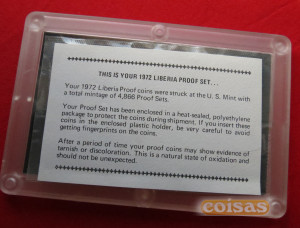 THIS IS YOUR 1972 LIBERIA PROOF SET...
Your 1972 Liberia Proof coins were struck at the U. S. Mint with
a total mintage of 4,866 Proof Sets.
Your Proof Set has been enclosed in a heat-sealed, polyethylene
package to protect the coins during shipment. If you insert these
coins in the enclosed plastic holder, be very careful to avoid
getting fingerprints on the coins.
After a period of time your proof coins may show evidence of
tarnish or discoloration. This is a natural state of oxidation and
should not be unexpected.
coisas